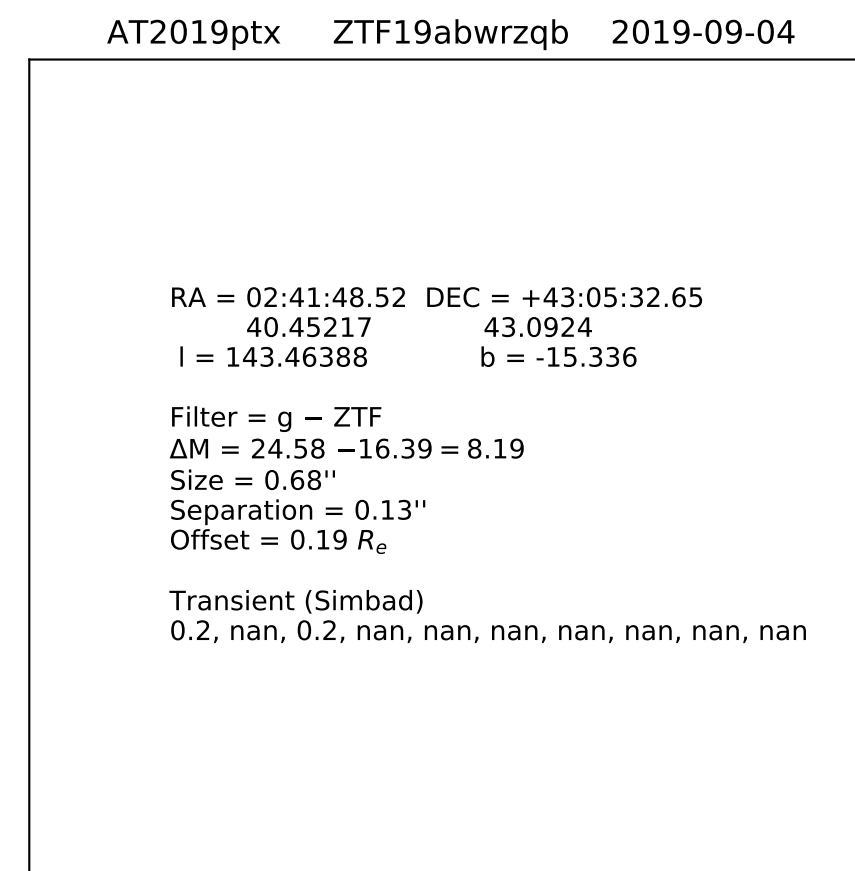 AT2019ptx ZTF19abwrzqb 2019-09-04
RA = 02:41:48.52 DEC = +43:05:32.65
40.45217 43.0924
l = 143.46388 b = -15.336
Filter = g − ZTF
ΔM = 24.58 −16.39 = 8.19
Size = 0.68''
Separation = 0.13''
Offset = 0.19 Re
Transient (Simbad)
0.2, nan, 0.2, nan, nan, nan, nan, nan, nan, nan